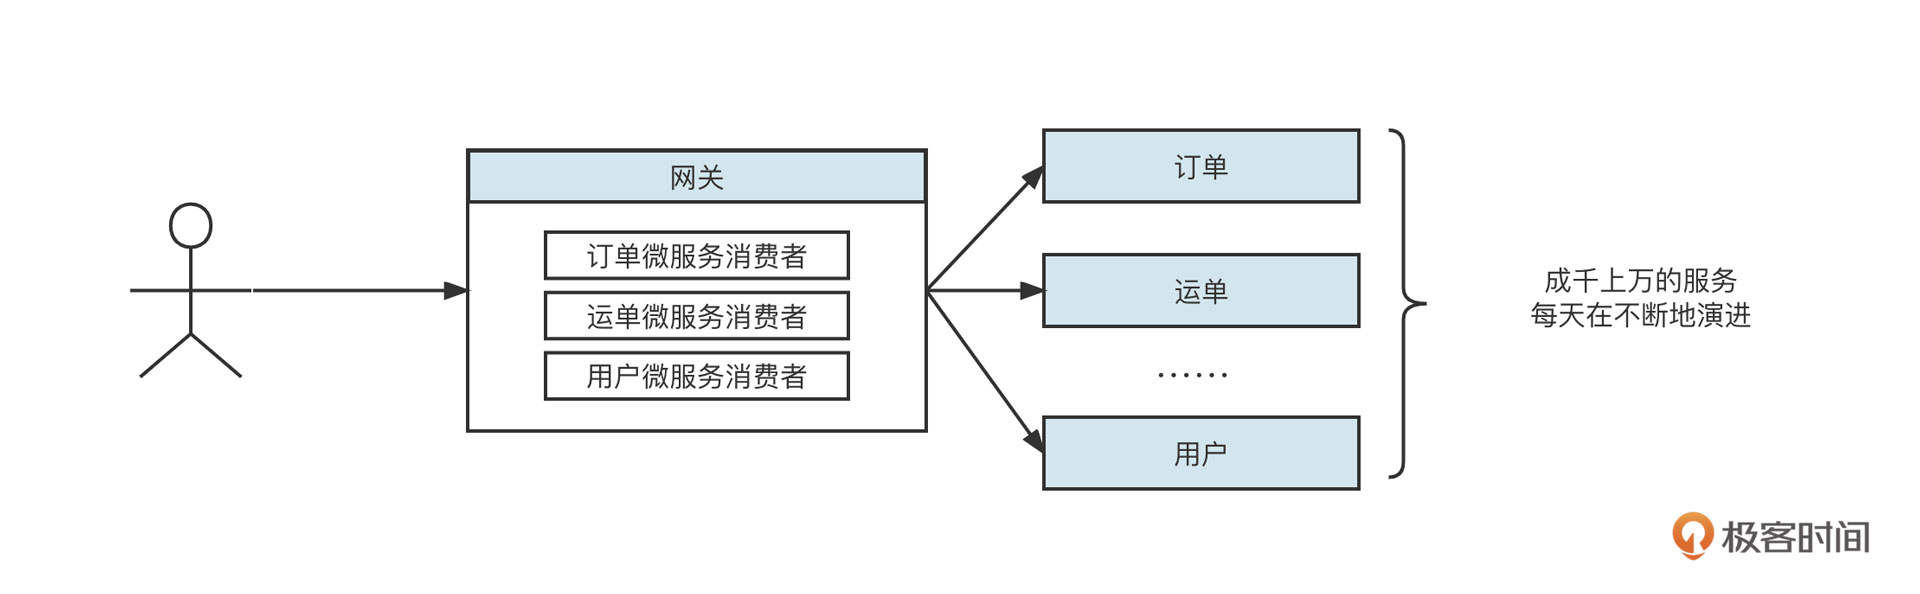 网关
订单微服务消费者
运单微服务消费者
用户微服务消费者
订单
运单
······
用户
成千上万的服务
每天在不断地演进
极客时间